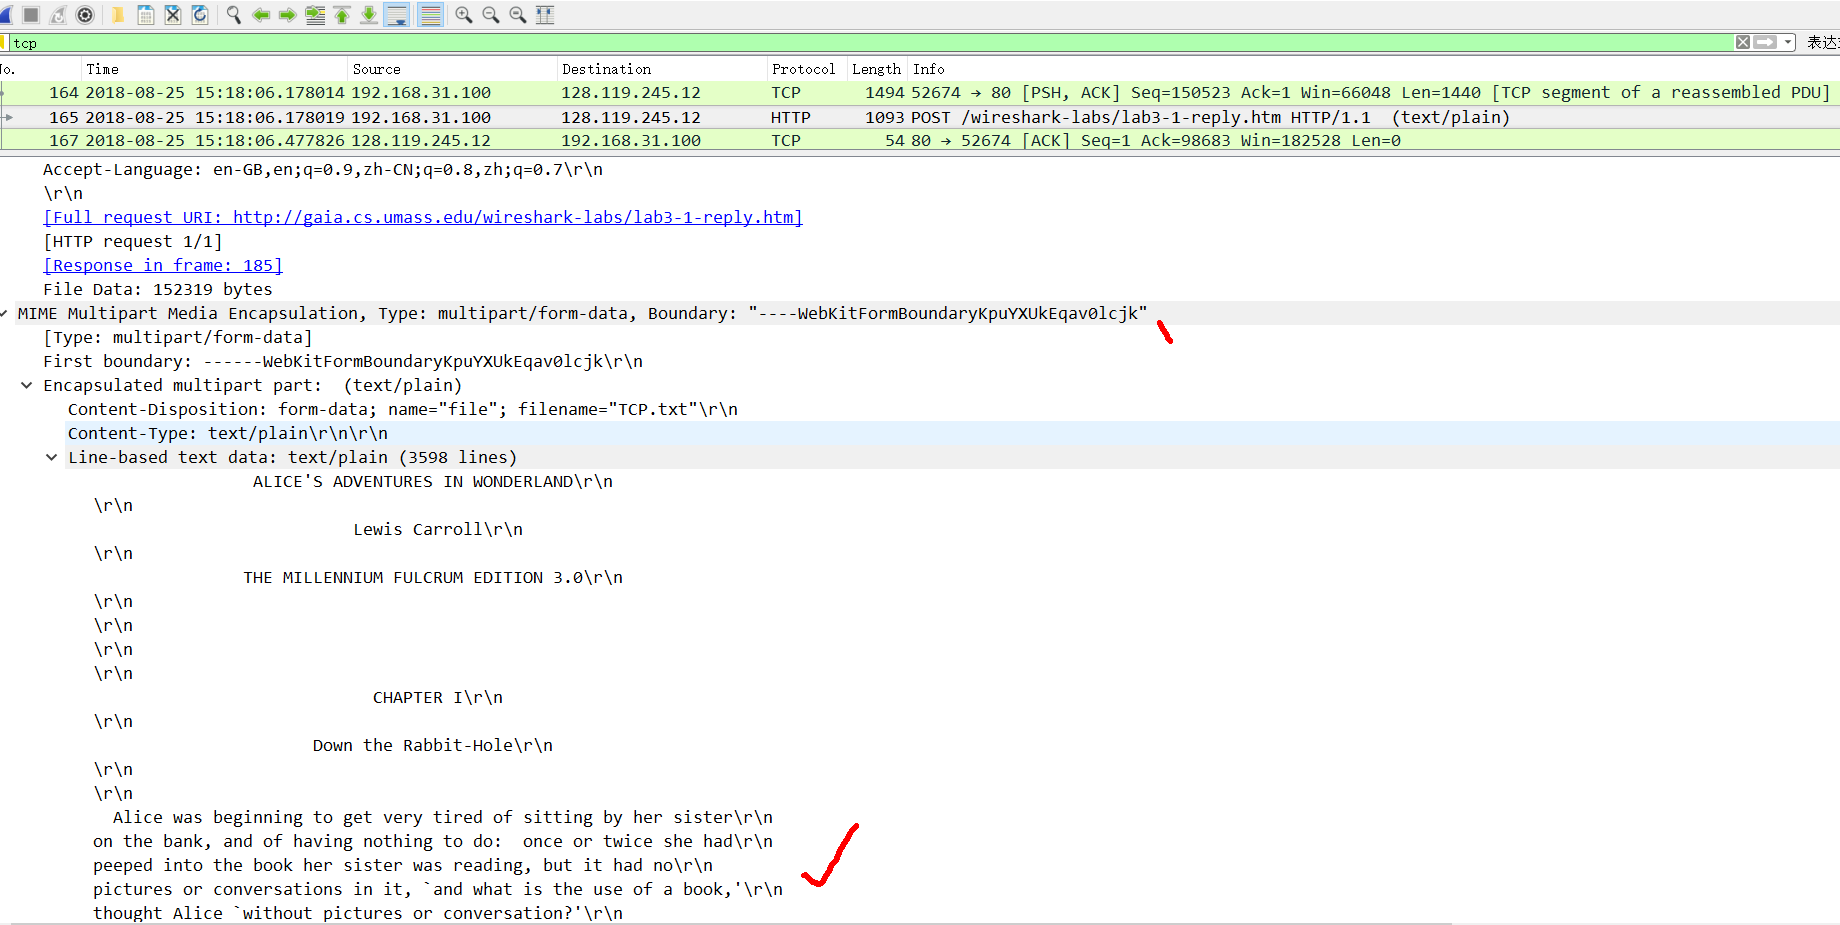 tcp
表达
No. Time Source Destination Protocol Length Info
164 2018-08-25 15:18:06.178014 192.168.31.100 128.119.245.12 TCP 1494 52674 → 80 [PSH, ACK] Seq=150523 Ack=1 Win=66048 Len=1440 [TCP segment of a reassembled PDU]
165 2018-08-25 15:18:06.178019 192.168.31.100 128.119.245.12 HTTP 1093 POST /wireshark-labs/lab3-1-reply.htm HTTP/1.1 (text/plain)
167 2018-08-25 15:18:06.477826 128.119.245.12 192.168.31.100 TCP 54 80 → 52674 [ACK] Seq=1 Ack=98683 Win=182528 Len=0
Accept-Language: en-GB,en;q=0.9,zh-CN;q=0.8,zh;q=0.7\r\n
\r\n
[Full request URI: http://gaia.cs.umass.edu/wireshark-labs/lab3-1-reply.htm]
[HTTP request 1/1]
[Response in frame: 185]
File Data: 152319 bytes
MIME Multipart Media Encapsulation, Type: multipart/form-data, Boundary: "----WebKitFormBoundaryKpuYXUkEqav0lcjk"
[Type: multipart/form-data]
First boundary: ------WebKitFormBoundaryKpuYXUkEqav0lcjk\r\n
Encapsulated multipart part: (text/plain)
Content-Disposition: form-data; name="file"; filename="TCP.txt"\r\n
Content-Type: text/plain\r\n\r\n
Line-based text data: text/plain (3598 lines)
ALICE'S ADVENTURES IN WONDERLAND\r\n
\r\n
Lewis Carroll\r\n
\r\n
THE MILLENNIUM FULCRUM EDITION 3.0\r\n
\r\n
\r\n
\r\n
\r\n
CHAPTER I\r\n
\r\n
Down the Rabbit-Hole\r\n
\r\n
\r\n
Alice was beginning to get very tired of sitting by her sister\r\n
on the bank, and of having nothing to do:  once or twice she had\r\n
peeped into the book her sister was reading, but it had no\r\n
pictures or conversations in it, `and what is the use of a book,'\r\n
thought Alice `without pictures or conversation?'\r\n